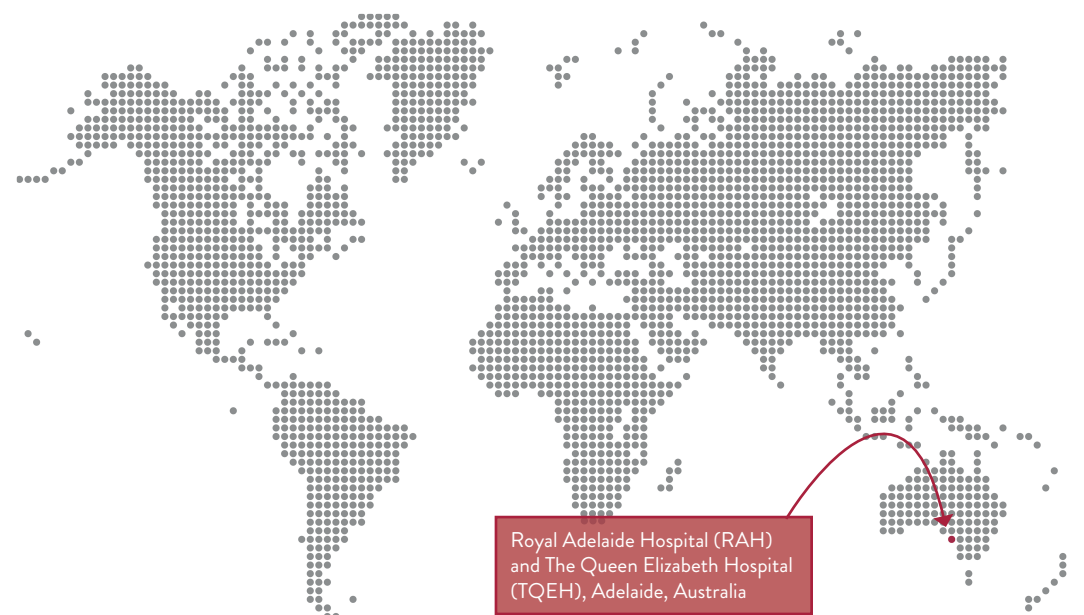 Royal Adelaide Hospital (RAH)
and The Queen Elizabeth Hospital
(TQEH), Adelaide, Australia